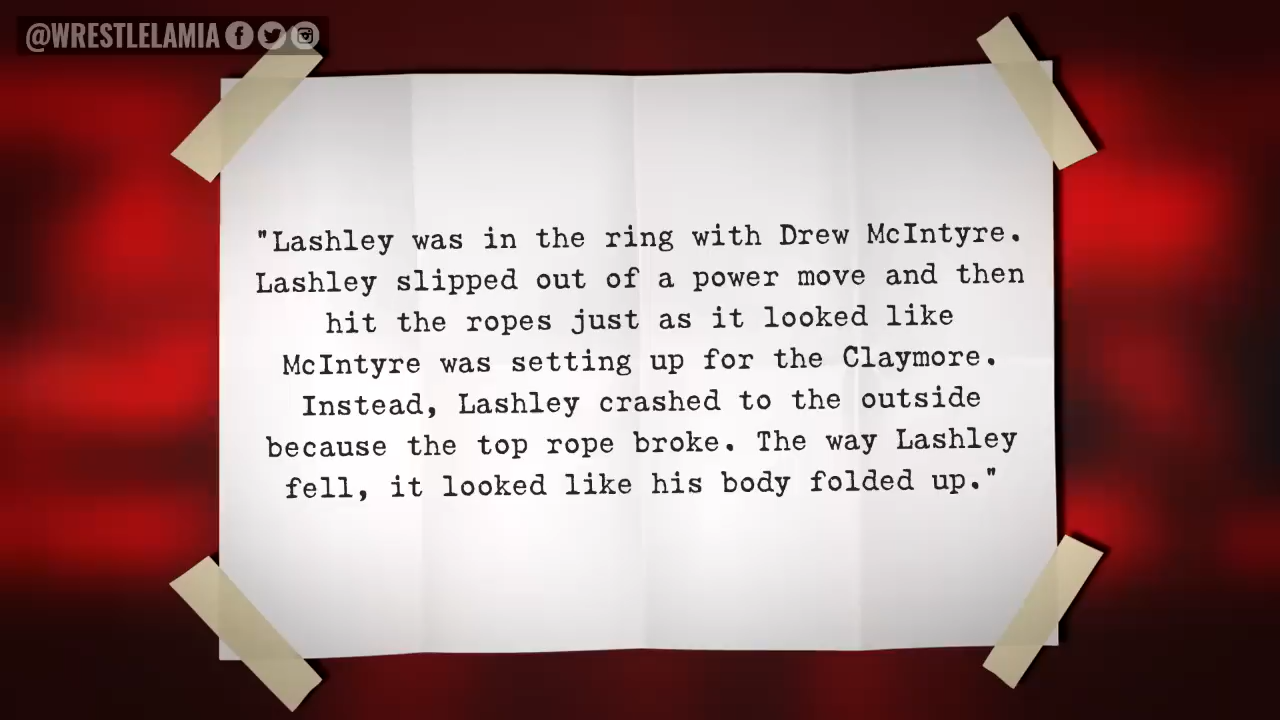 @WRESTLELAMIA
"Lashley was in the ring with Drew McIntyre.
Lashley slipped out of a power move and then
hit the ropes just as it looked like
McIntyre was setting up for the Claymore.
Instead, Lashley crashed to the outside
because the top rope broke. The way Lashley
fell, it looked like his body folded up."